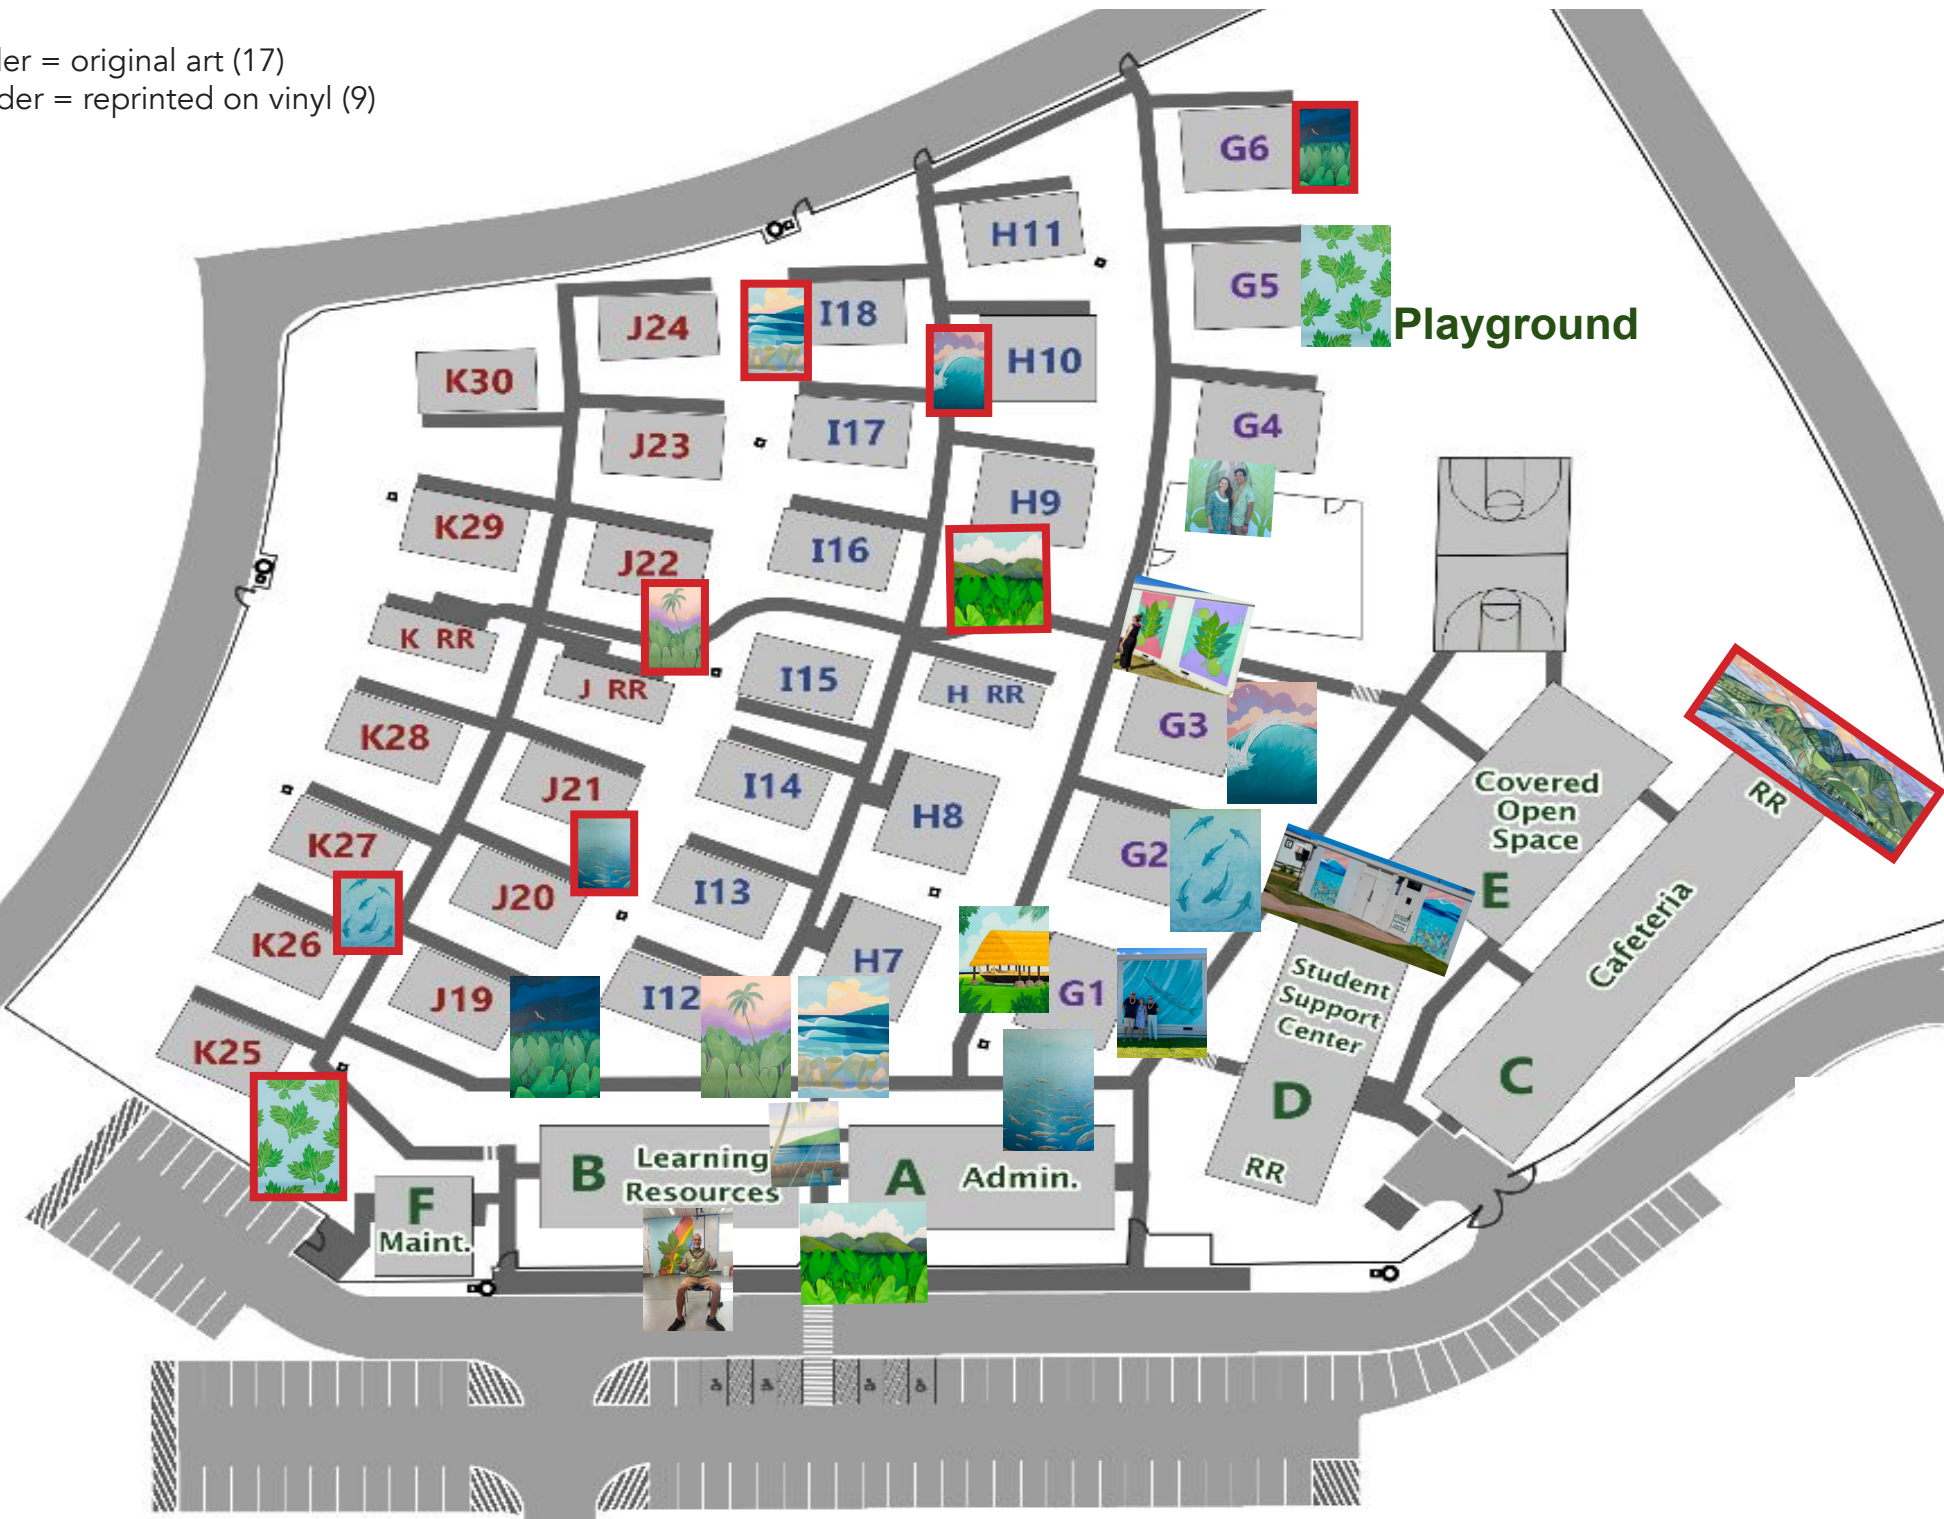 der = original art (17)
der = reprinted on vinyl (9)
G6
H11
G5
Playground
I18
J24
H10
K30
G4
I17
J23
H9
K29
I16
J22
K RR
I15
J RR
H RR
G3
K28
Covered
Open
Space
E
RR
J21
I14
H8
K27
G2
J20
I13
Cafeteria
K26
H7
J19
I12
G1
Student
Support
Center
D
RR
K25
C
B
Learning
Resources
A
Admin.
F
Maint.